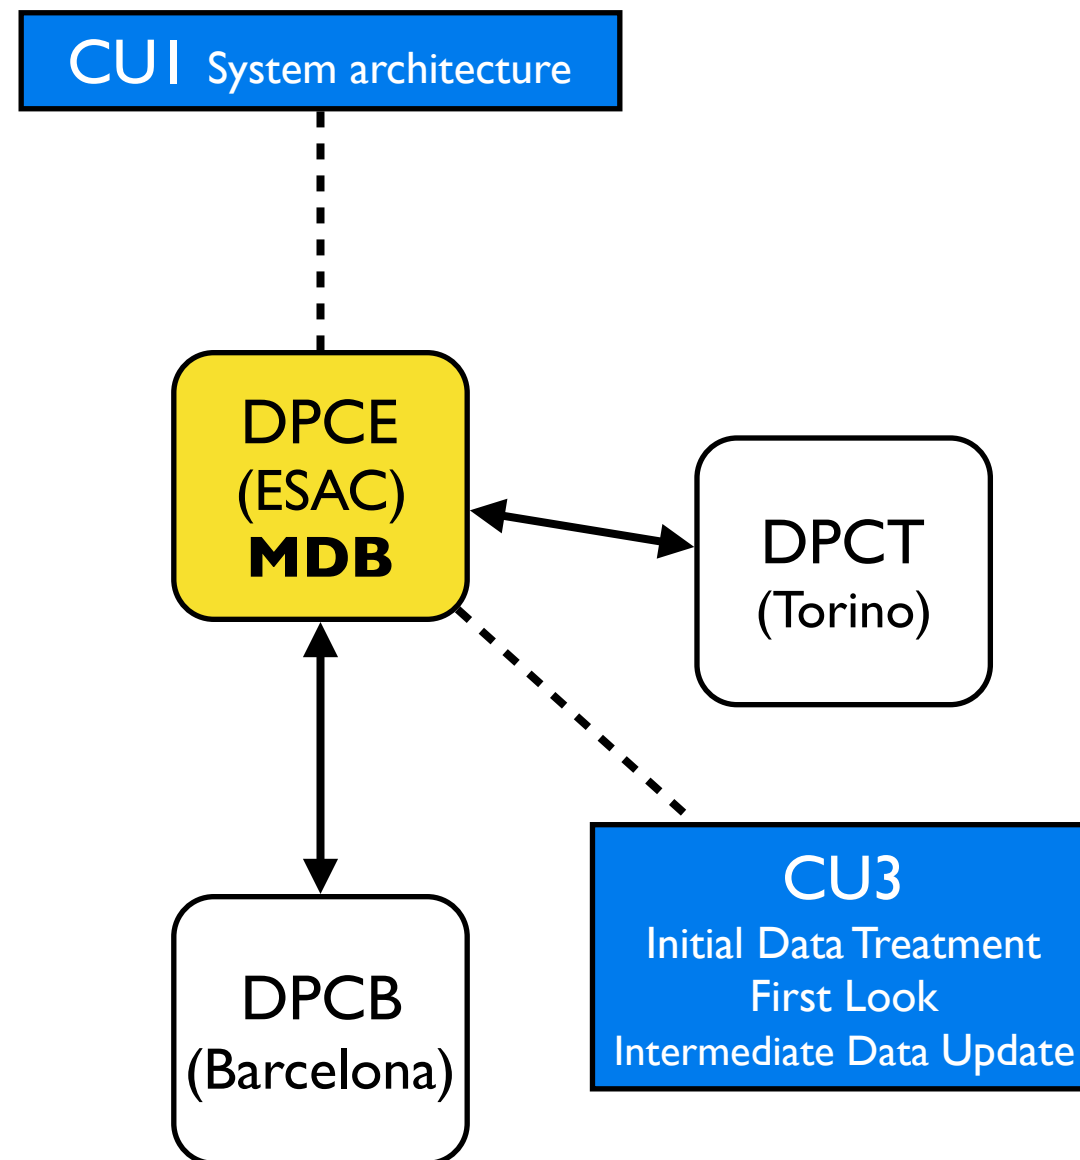 CU1 System architecture
DPCE
(ESAC)
MDB
DPCT
(Torino)
CU3
Initial Data Treatment
First Look
Intermediate Data Update
DPCB
(Barcelona)